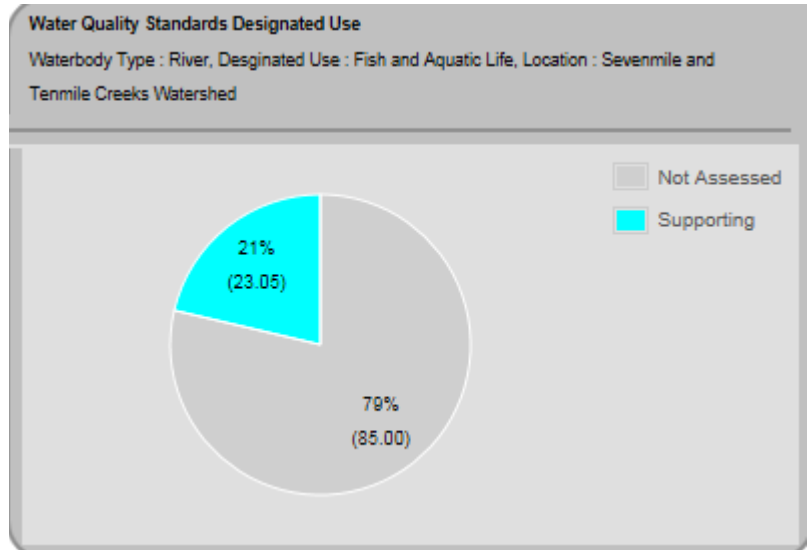 Water Quality Standards Designated Use
Waterbody Type : River, Desginated Use : Fish and Aquatic Life, Location : Sevenmile and
Tenmile Creeks Watershed
Not Assessed
Supporting
21%
(23.05)
79%
(85.00)